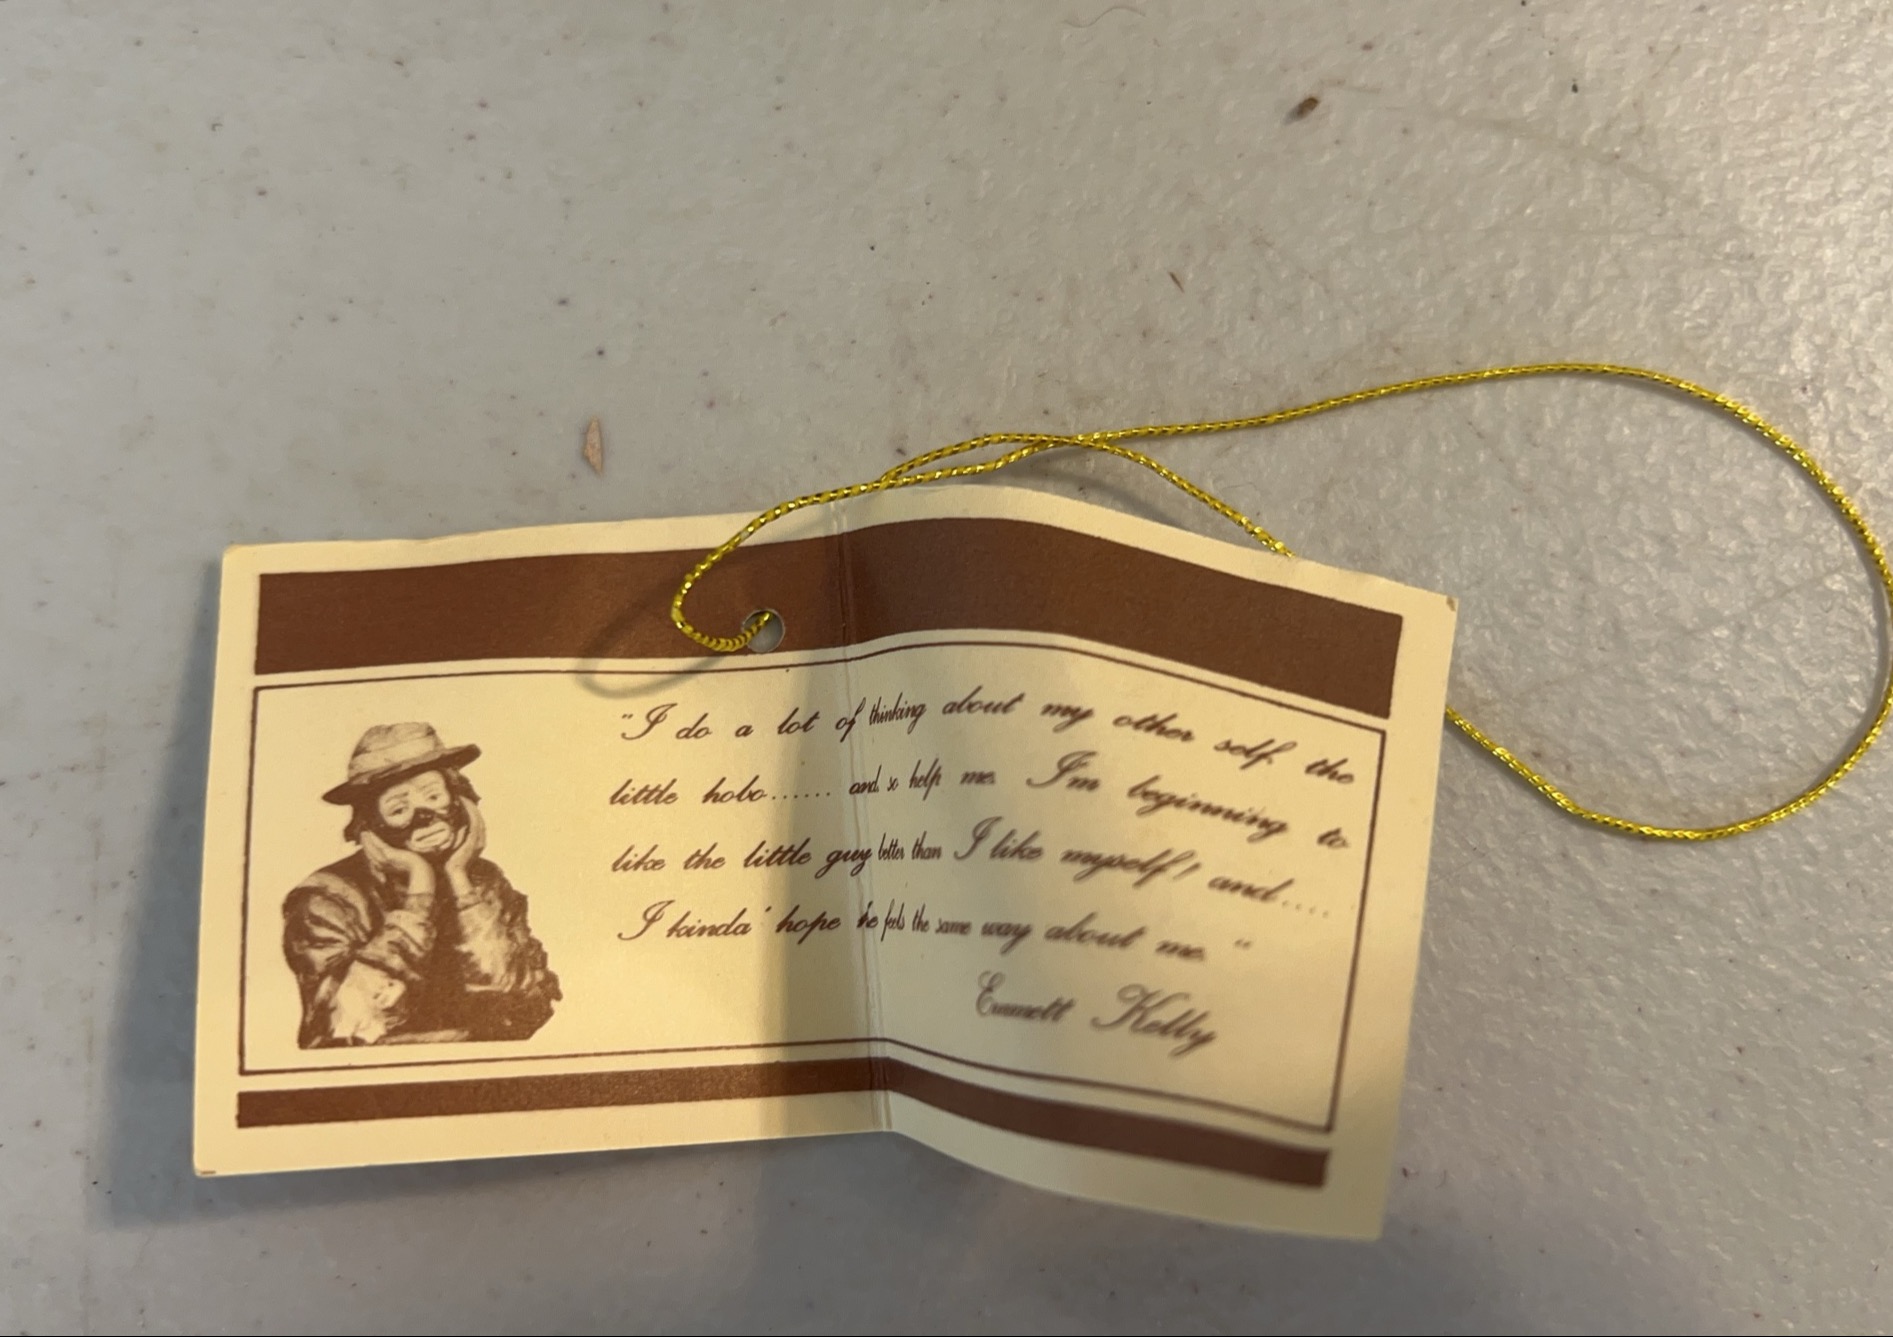 "I do a lot of thinking about my other self, the
little hobo...... and, so help me. I'm beginning to
like the little guy better than I like myself! and.....
I kinda' hope he feels the same way about me."
Emmett Kelly